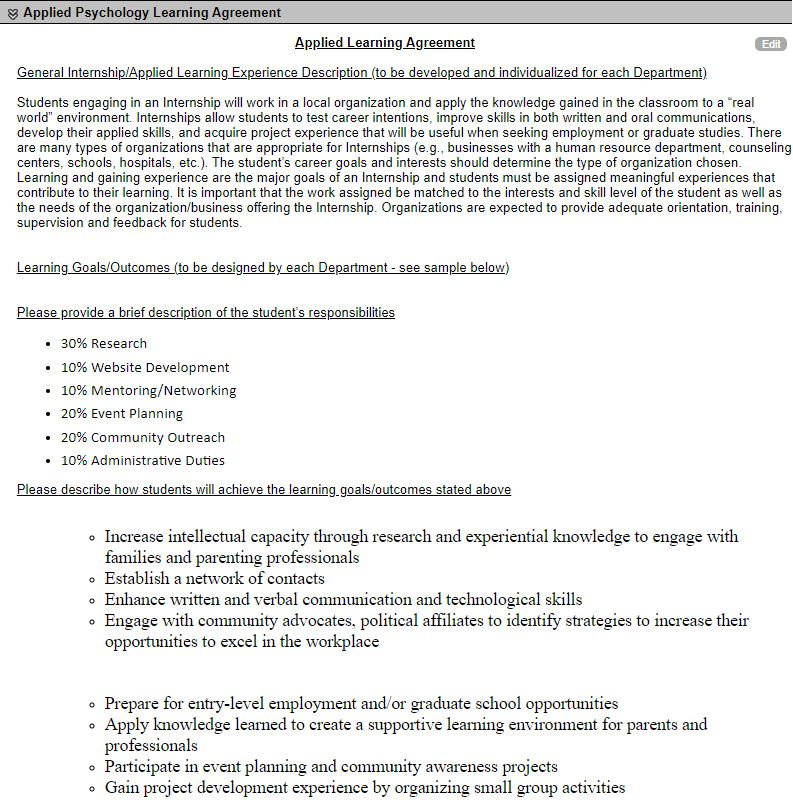 Applied Psychology Learning Agreement
Applied Learning Agreement
Edit
General Internship/Applied Learning Experience Description (to be developed and individualized for each Department)
Students engaging in an Internship will work in a local organization and apply the knowledge gained in the classroom to a “real
world” environment. Internships allow students to test career intentions, improve skills in both written and oral communications,
develop their applied skills, and acquire project experience that will be useful when seeking employment or graduate studies. There
are many types of organizations that are appropriate for Internships (e.g., businesses with a human resource department, counseling
centers, schools, hospitals, etc.). The student’s career goals and interests should determine the type of organization chosen.
Learning and gaining experience are the major goals of an Internship and students must be assigned meaningful experiences that
contribute to their learning. It is important that the work assigned be matched to the interests and skill level of the student as well as
the needs of the organization/business offering the Internship. Organizations are expected to provide adequate orientation, training,
supervision and feedback for students.
Learning Goals/Outcomes (to be designed by each Department - see sample below)
Please provide a brief description of the student’s responsibilities
• 30% Research
• 10% Website Development
• 10% Mentoring/Networking
• 20% Event Planning
• 20% Community Outreach
• 10% Administrative Duties
Please describe how students will achieve the learning goals/outcomes stated above
◦ Increase intellectual capacity through research and experiential knowledge to engage with
families and parenting professionals
◦ Establish a network of contacts
◦ Enhance written and verbal communication and technological skills
◦ Engage with community advocates, political affiliates to identify strategies to increase their
opportunities to excel in the workplace
◦ Prepare for entry-level employment and/or graduate school opportunities
◦ Apply knowledge learned to create a supportive learning environment for parents and
professionals
◦ Participate in event planning and community awareness projects
◦ Gain project development experience by organizing small group activities